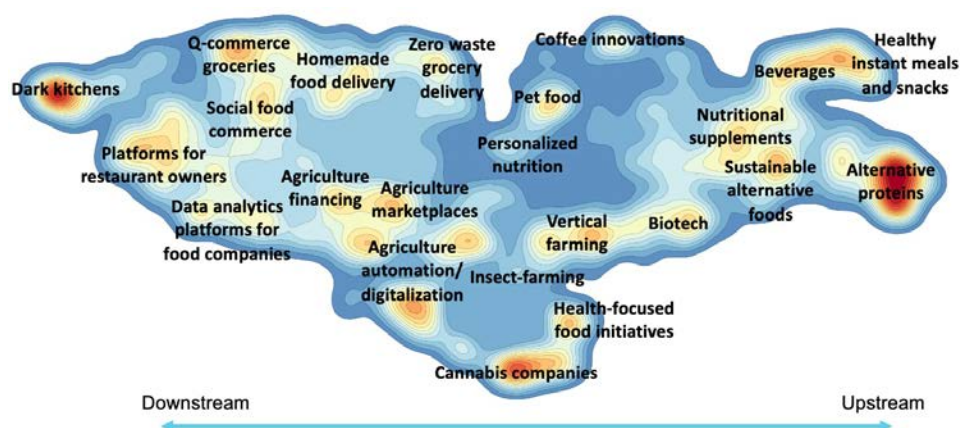 Q-commerce
groceries
Homemade
food delivery
Zero waste
grocery
delivery
Coffee innovations
Healthy
instant meals
and snacks
Beverages
Dark kitchens
Social food
commerce
Pet food
Nutritional
supplements
Platforms for
restaurant owners
Personalized
nutrition
Sustainable
alternative
foods
Alternative
proteins
Agriculture
financing
Agriculture
marketplaces
Data analytics
platforms for
food companies
Vertical
farming
Biotech
Agriculture
automation/
digitalization
Insect-farming
Health-focused
food initiatives
Cannabis companies
Downstream
Upstream